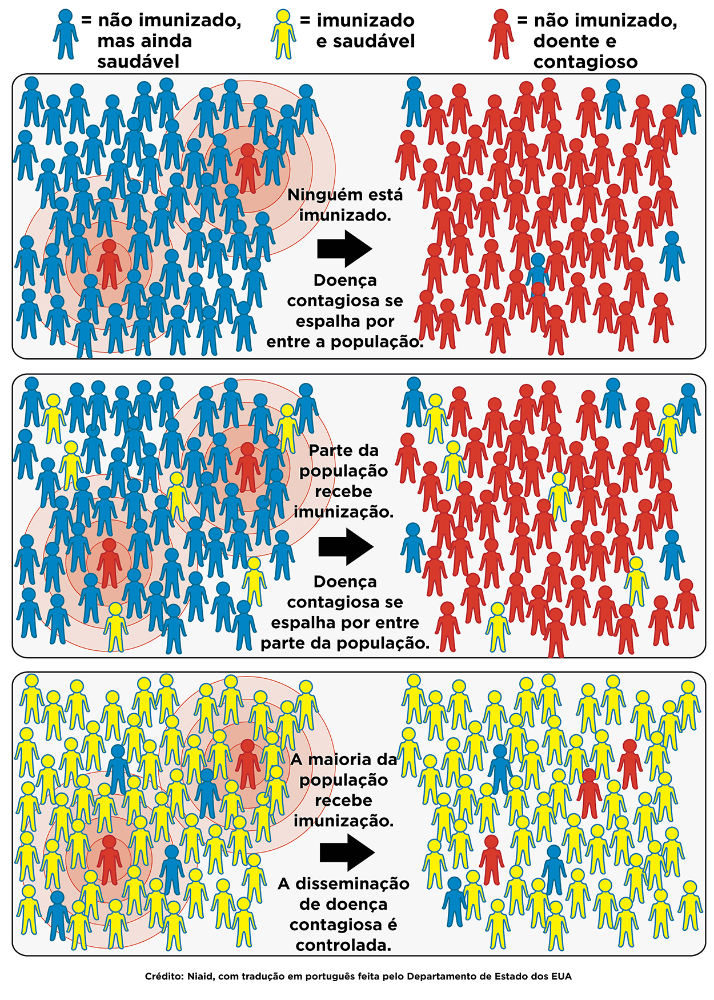 = não imunizado,
mas ainda
saudável
= imunizado
e saudável
= não imunizado,
doente e
contagioso
Ninguém está
imunizado.
Doença
contagiosa se
espalha por
entre a população.
Parte da
população
recebe
imunização.
Doença
contagiosa se
espalha por entre
parte da população.
A maioria da
população
recebe
imunização.
A disseminação
de doença
contagiosa é
controlada.
Crédito: Niaid, com tradução em português feita pelo Departamento de Estado dos EUA